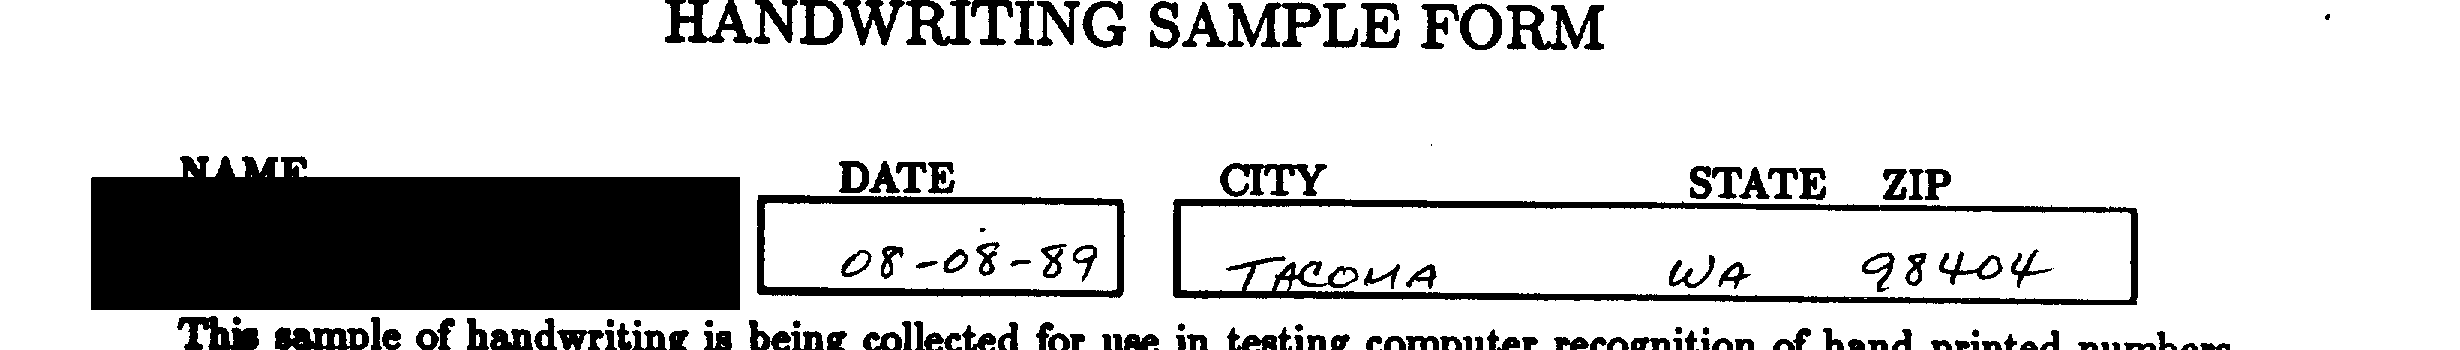 HANDWRITING SAMPLE FORM
NAME DATE CITY STATE ZIP
08-08-89 TACOMA WA 98404
This sample of handwriting is being collected for use in testing computer recognition of hand printed numbers